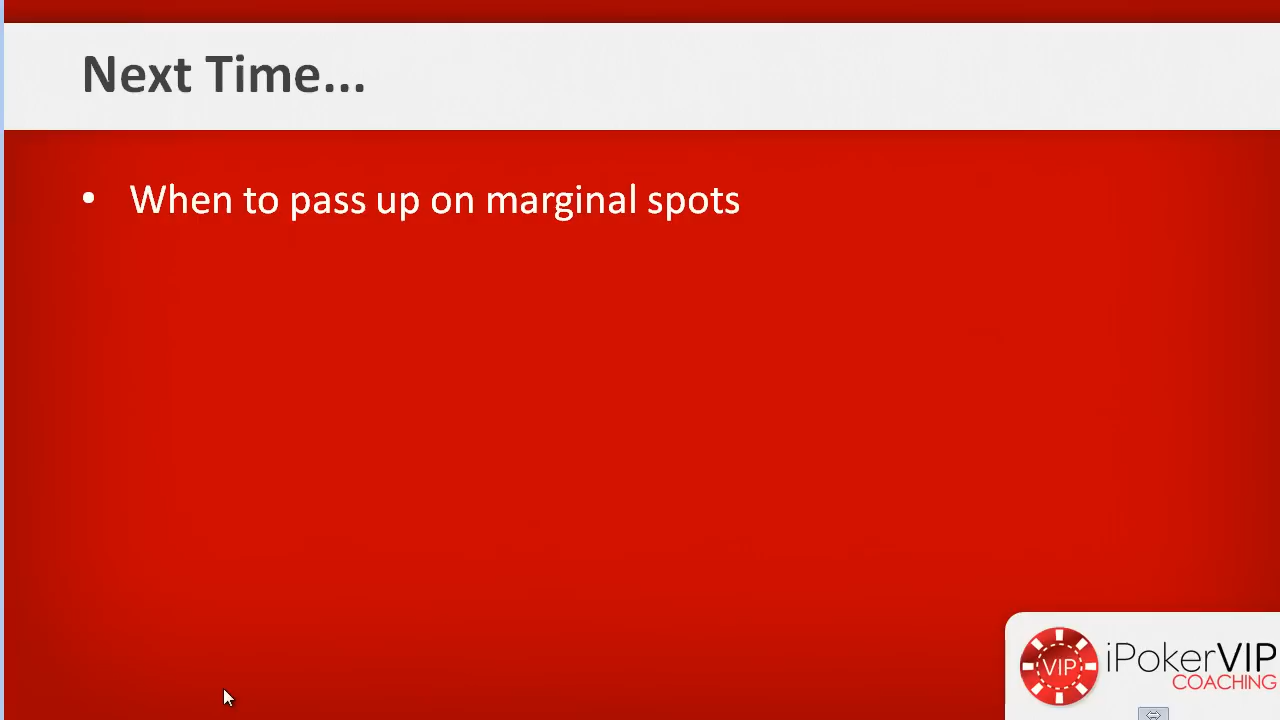 Next Time...
• When to pass up on marginal spots
VIP
iPokerVIP
COACHING